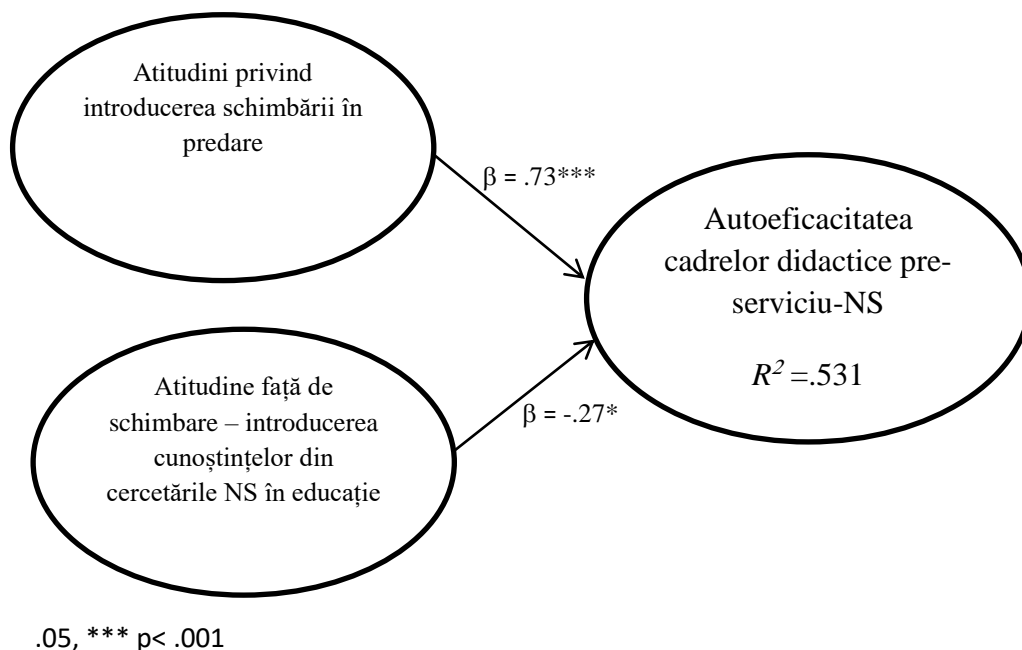 Atitudini privind
introducerea schimbării în
predare
β = .73***
Autoeficacitatea
cadrelor didactice pre-
serviciu-NS
R² =.531
Atitudine față de
schimbare – introducerea
cunoștințelor din
cercetările NS în educație
β = -.27*
.05, *** p< .001